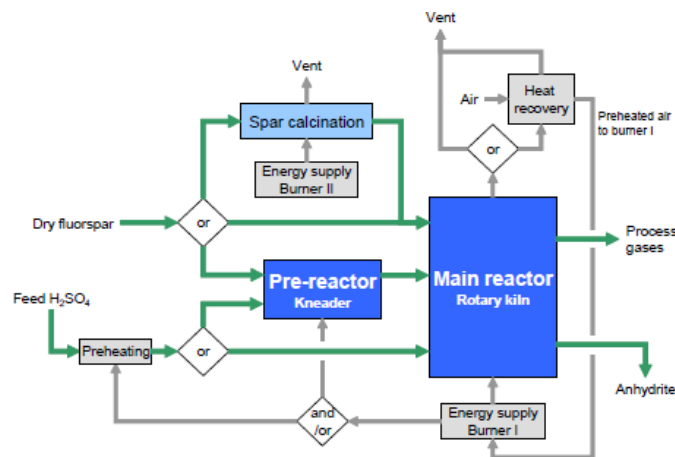 Vent
Vent
Air
Heat
recovery
Preheated air
to burner I
Spar calcination
or
Energy supply
Burner II
Dry fluorspar
or
Process
gases
Pre-reactor
Kneader
Main reactor
Rotary kiln
Feed H₂SO₄
Preheating
or
Anhydrite
and
/or
Energy supply
Burner I